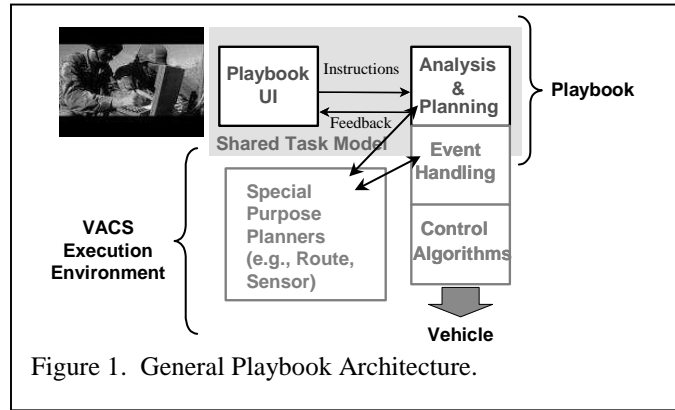 Playbook
UI
Instructions
Feedback
Analysis
&
Planning
Playbook
Shared Task Model
Event
Handling
Special
Purpose
Planners
(e.g., Route,
Sensor)
Control
Algorithms
VACS
Execution
Environment
Vehicle
Figure 1.  General Playbook Architecture.